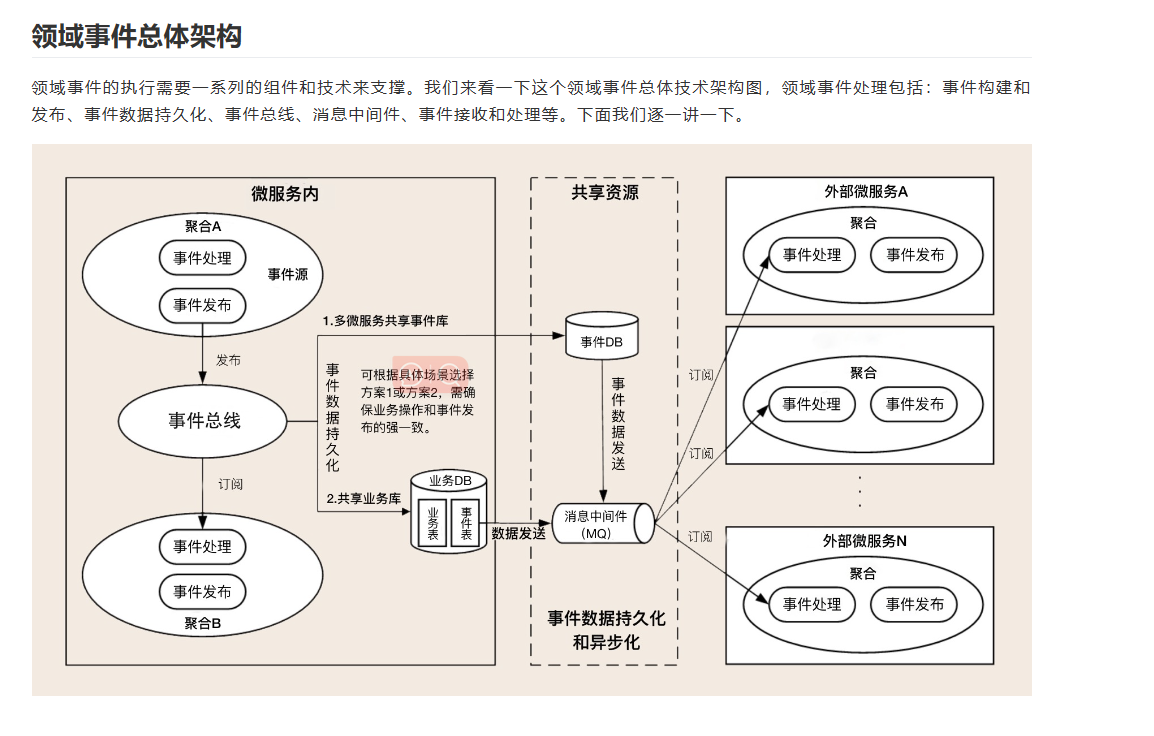 领域事件总体架构
领域事件的执行需要一系列的组件和技术来支撑。我们来看一下这个领域事件总体技术架构图，领域事件处理包括：事件构建和
发布、事件数据持久化、事件总线、消息中间件、事件接收和处理等。下面我们逐一讲一下。
微服务内
聚合A
事件处理
事件源
事件发布
发布
事件总线
订阅
事件处理
事件发布
聚合B
1.多微服务共享事件库
事件数据持久化
可根据具体场景选择
方案1或方案2，需确
保业务操作和事件发
布的强一致。
2.共享业务库
业务DB
业务表
事件表
数据发送
共享资源
事件DB
事件数据发送
消息中间件
（MQ）
事件数据持久化
和异步化
订阅
订阅
订阅
外部微服务A
聚合
事件处理
事件发布
聚合
事件处理
事件发布
外部微服务N
聚合
事件处理
事件发布